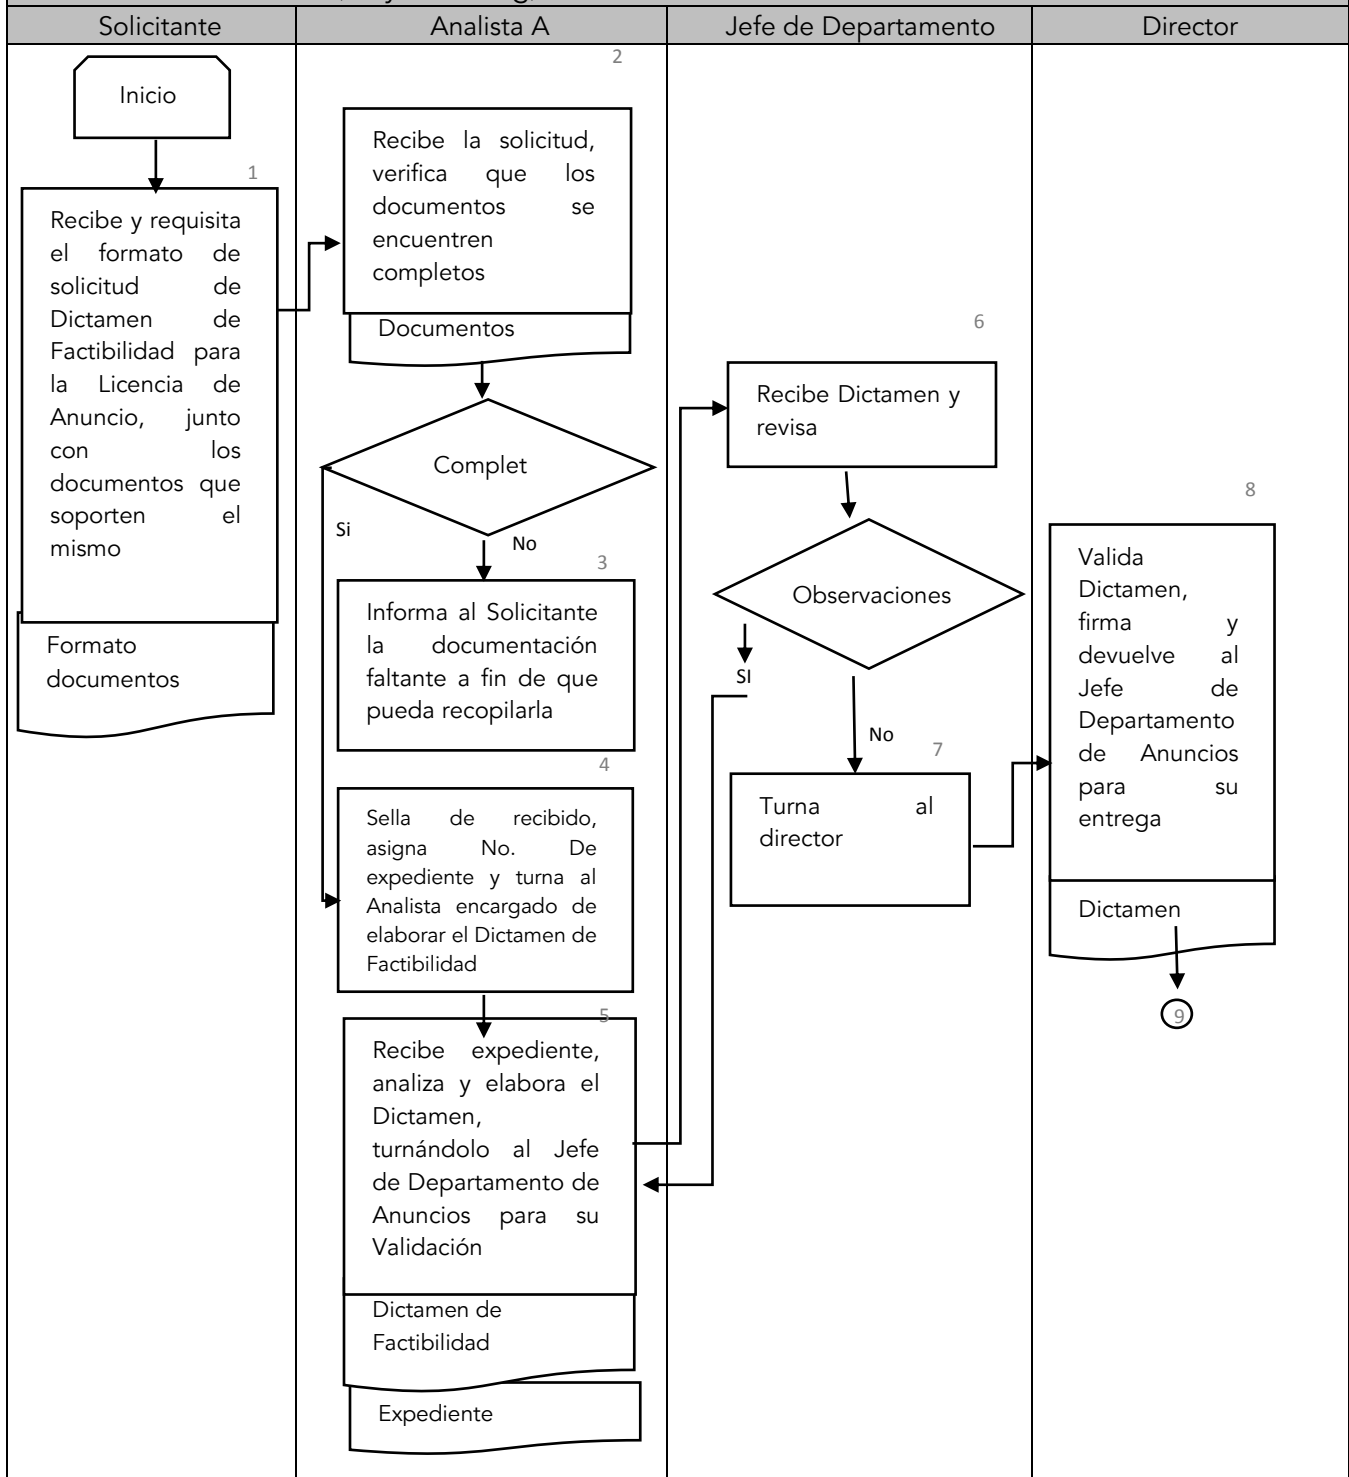 Solicitante
Analista A
Jefe de Departamento
Director
Inicio
1
Recibe y requisita
el formato de
solicitud de
Dictamen de
Factibilidad para
la Licencia de
Anuncio, junto
con los
documentos que
soporten el
mismo
Formato
documentos
2
Recibe la solicitud,
verifica que los
documentos se
encuentren
completos
Documentos
Complet
Si
No
3
Informa al Solicitante
la documentación
faltante a fin de que
pueda recopilarla
4
Sella de recibido,
asigna No. De
expediente y turna al
Analista encargado de
elaborar el Dictamen de
Factibilidad
5
Recibe expediente,
analiza y elabora el
Dictamen,
turnándolo al Jefe
de Departamento de
Anuncios para su
Validación
Dictamen de
Factibilidad
Expediente
6
Recibe Dictamen y
revisa
Observaciones
SI
No
7
Turna al
director
8
Valida
Dictamen,
firma y
devuelve al
Jefe de
Departamento
de Anuncios
para su
entrega
Dictamen
9